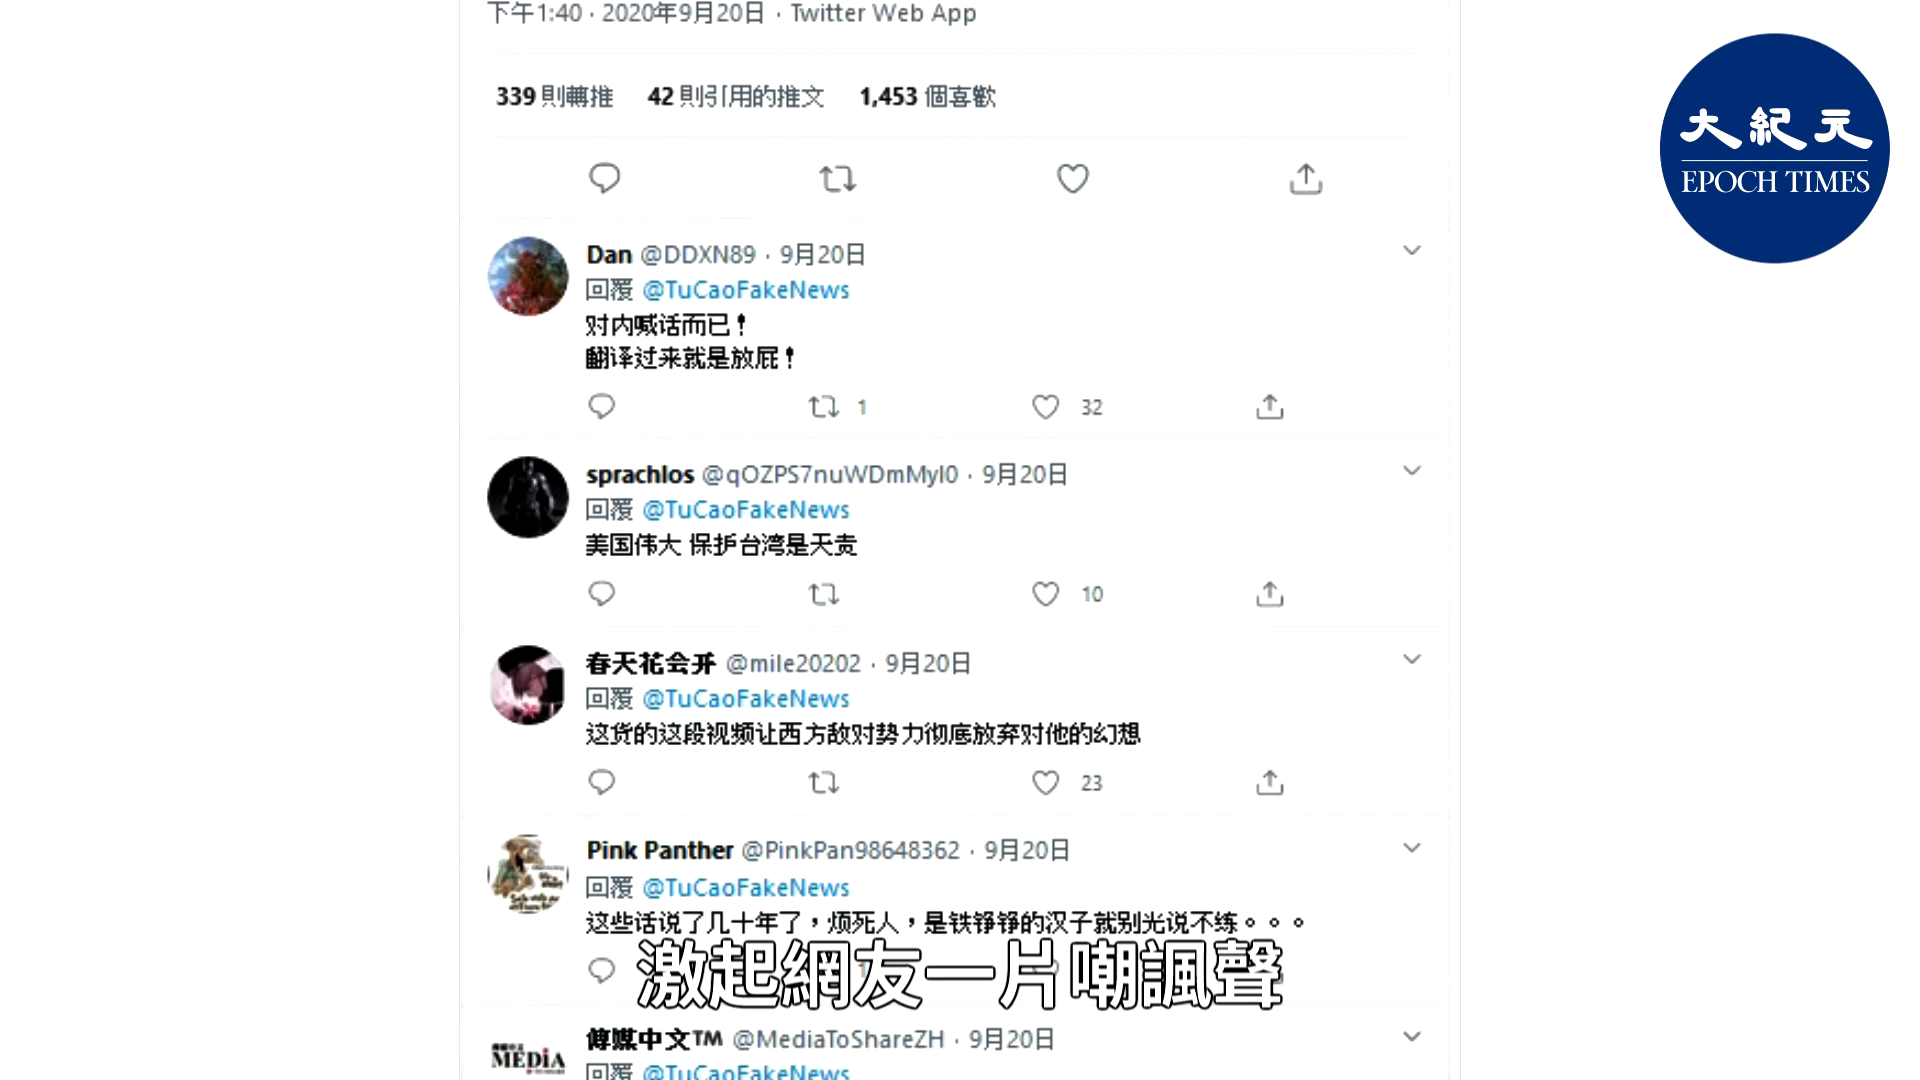 下午1:40 · 2020年9月20日 · Twitter Web App
339 則轉推 42 則引用的推文 1,453 個喜歡
大紀元
EPOCH TIMES
Dan @DDXN89 · 9月20日
回覆 @TuCaoFakeNews
对内喊话而已！
翻译过来就是放屁！
1 32
sprachlos @qOZPS7nuWDmMyI0 · 9月20日
回覆 @TuCaoFakeNews
美国伟大 保护台湾是天责
10
春天花会开 @mile20202 · 9月20日
回覆 @TuCaoFakeNews
这货的这段视频让西方敌对势力彻底放弃对他的幻想
23
Pink Panther @PinkPan98648362 · 9月20日
回覆 @TuCaoFakeNews
这些话说了几十年了，烦死人，是铁铮铮的汉子就别光说不练。。。
激起網友一片嘲諷聲
傳媒中文™ @MediaToShareZH · 9月20日
MEDiA
回覆 @TuCaoFakeNews